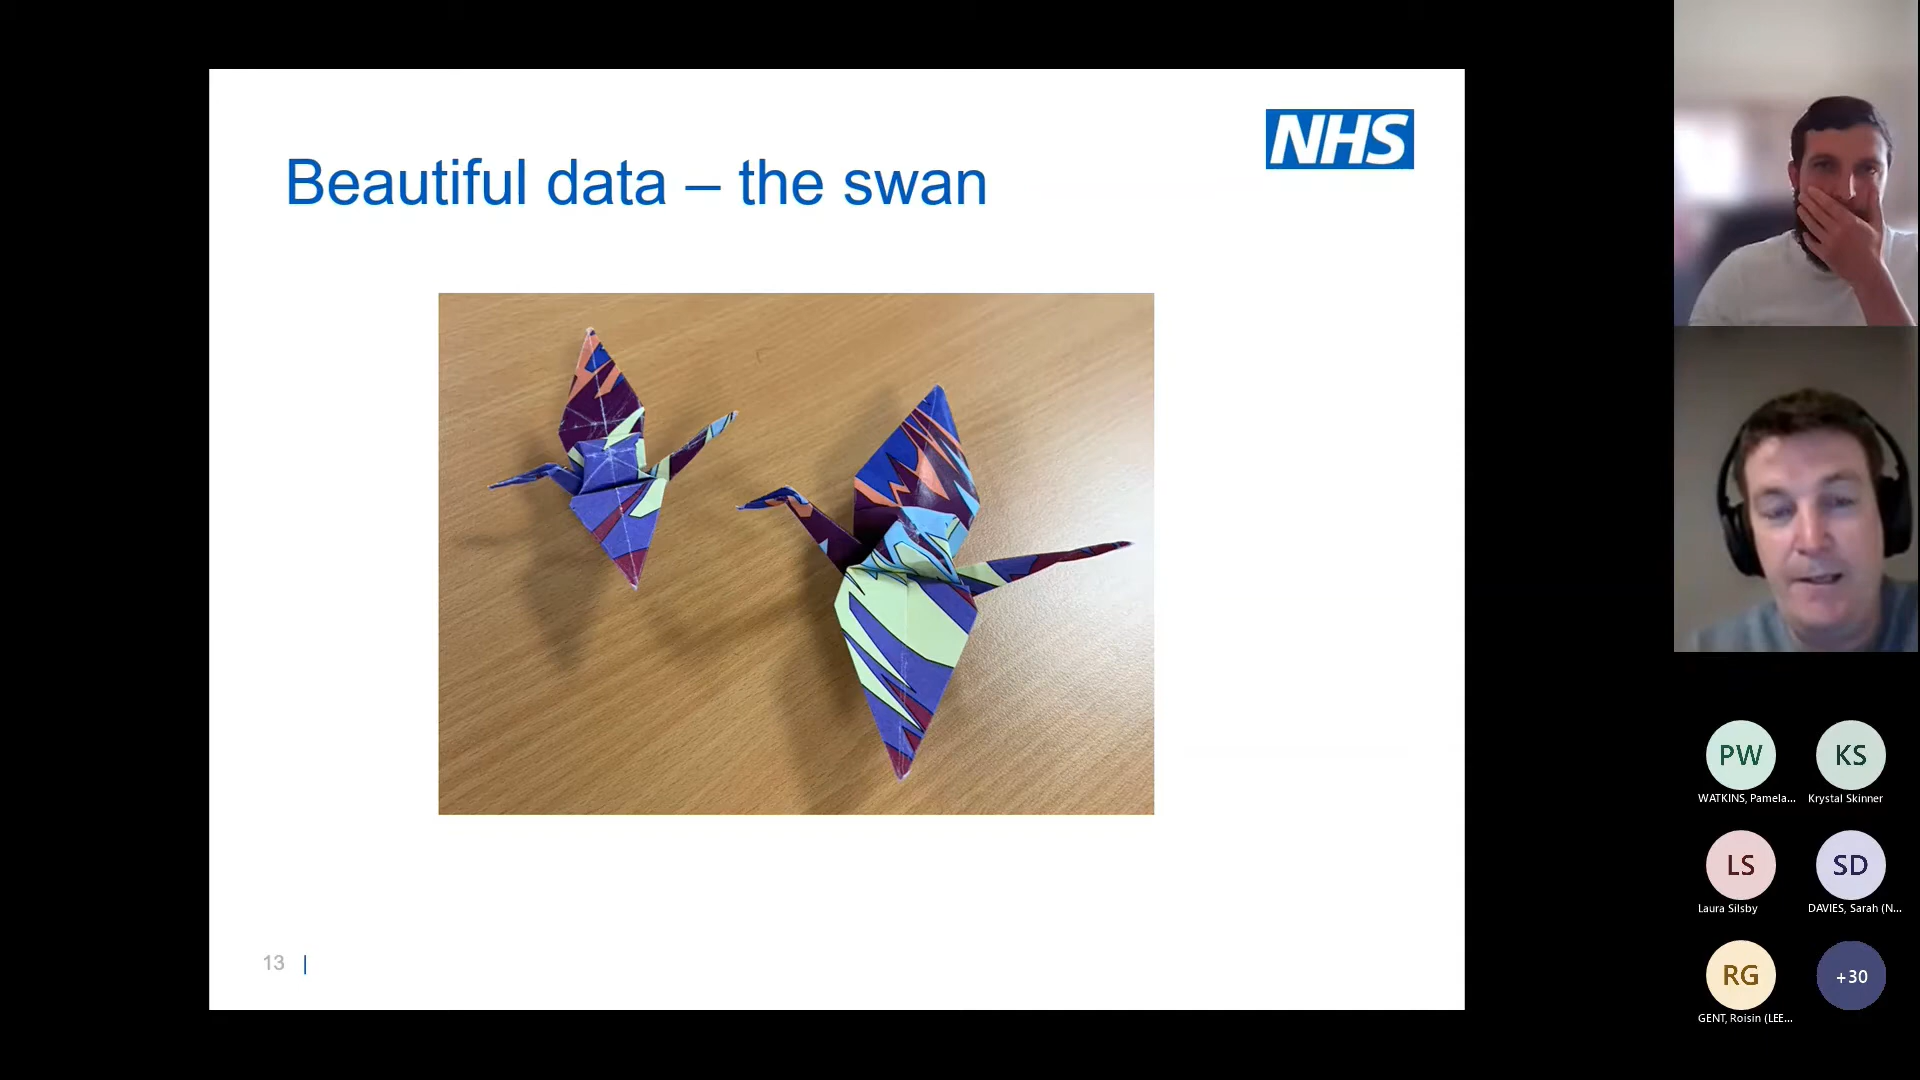 NHS
Beautiful data – the swan
13
PW
KS
WATKINS, Pamela...
Krystal Skinner
LS
SD
Laura Silsby
DAVIES, Sarah (N...
RG
+30
GENT, Roisin (LEE...